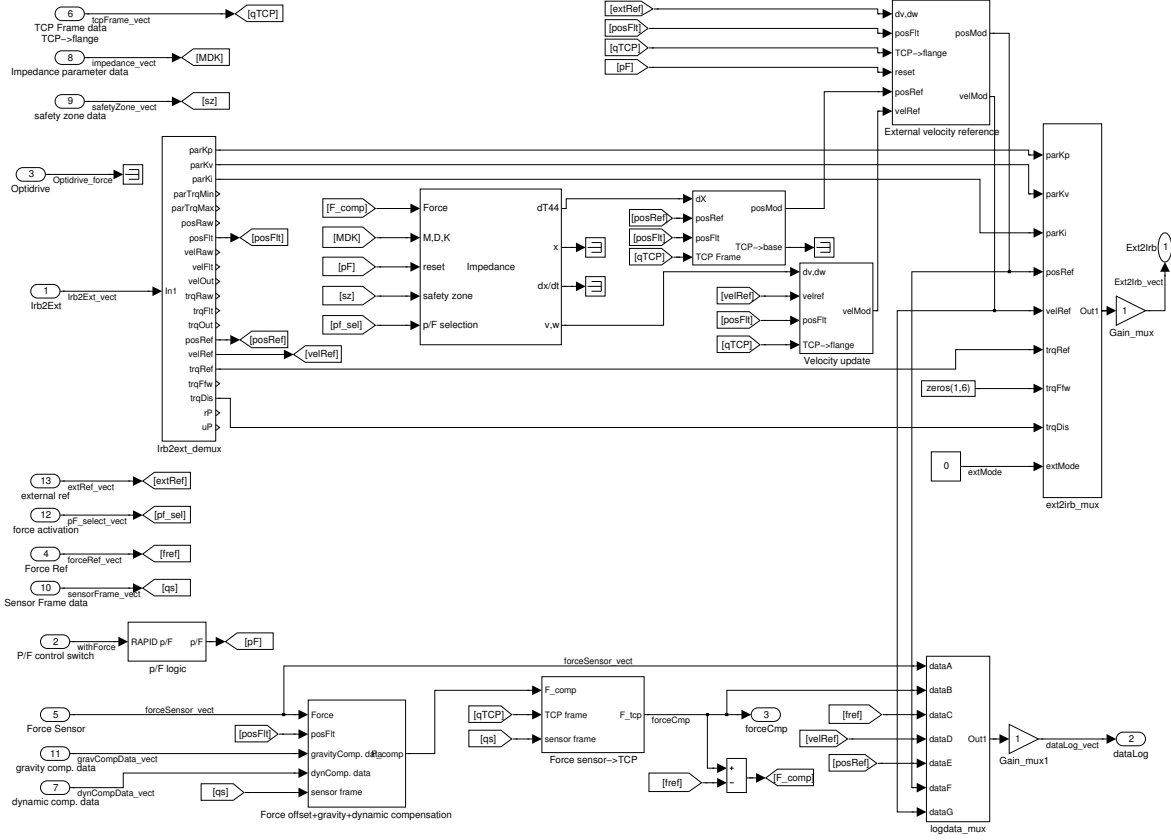 6
tcpFrame_vect
[qTCP]
TCP Frame data
TCP->flange
8
impedance_vect
[MDK]
Impedance parameter data
9
safetyZone_vect
[sz]
safety zone data
3
Optidrive_force
Optidrive
1
Irb2Ext_vect
Irb2Ext
In1
parKp
parKv
parKi
parTrqMin
parTrqMax
posRaw
posFlt
velRaw
velFlt
velOut
trqRaw
trqFlt
trqOut
posRef
velRef
trqRef
trqFfw
trqDis
rP
uP
Irb2ext_demux
[posFlt]
[posRef]
[velRef]
[F_comp]
[MDK]
[pF]
[sz]
[pf_sel]
Force
M,D,K
reset
safety zone
p/F selection
Impedance
dT44
x
dx/dt
v,w
[posRef]
[posFlt]
[qTCP]
dX
posRef
posFlt
TCP Frame
posMod
TCP->base
[velRef]
[posFlt]
[qTCP]
dv,dw
velref
posFlt
TCP->flange
velMod
Velocity update
[extRef]
[posFlt]
[qTCP]
[pF]
dv,dw
posFlt
TCP->flange
reset
posRef
velRef
posMod
velMod
External velocity reference
zeros(1,6)
0
extMode
parKp
parKv
parKi
posRef
velRef
trqRef
trqFfw
trqDis
extMode
Out1
ext2irb_mux
1
Gain_mux
Ext2Irb
1
Ext2Irb_vect
13
extRef_vect
[extRef]
external ref
12
pF_select_vect
[pf_sel]
force activation
4
forceRef_vect
[fref]
Force Ref
10
sensorFrame_vect
[qs]
Sensor Frame data
2
withForce
P/F control switch
RAPID p/F
p/F
p/F logic
[pF]
5
forceSensor_vect
Force Sensor
[posFlt]
11
gravCompData_vect
gravity comp. data
7
dynCompData_vect
dynamic comp. data
[qs]
Force
posFlt
gravityComp. data
dynComp. data
sensor frame
Force offset+gravity+dynamic compensation
forceSensor_vect
[qTCP]
[qs]
F_comp
TCP frame
sensor frame
F_tcp
Force sensor->TCP
forceCmp
3
forceCmp
[fref]
+
−
[F_comp]
[fref]
[velRef]
[posRef]
dataA
dataB
dataC
dataD
dataE
dataF
dataG
Out1
logdata_mux
1
Gain_mux1
dataLog_vect
2
dataLog